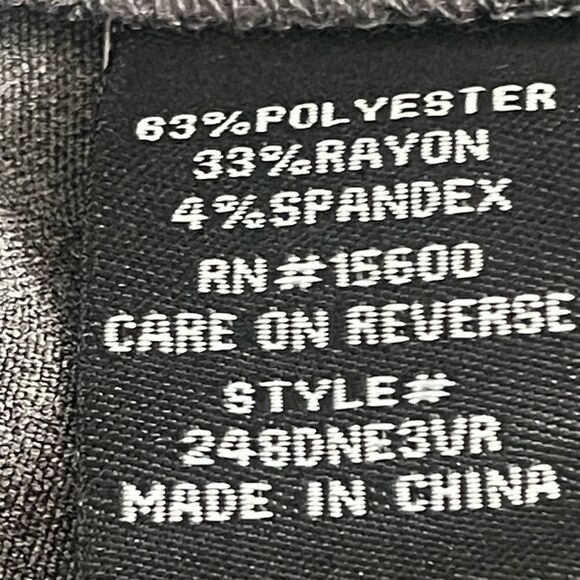 63%POLYESTER
33%RAYON
4%SPANDEX
RN#15600
CARE ON REVERSE
STYLE#
248DNE3VR
MADE IN CHINA